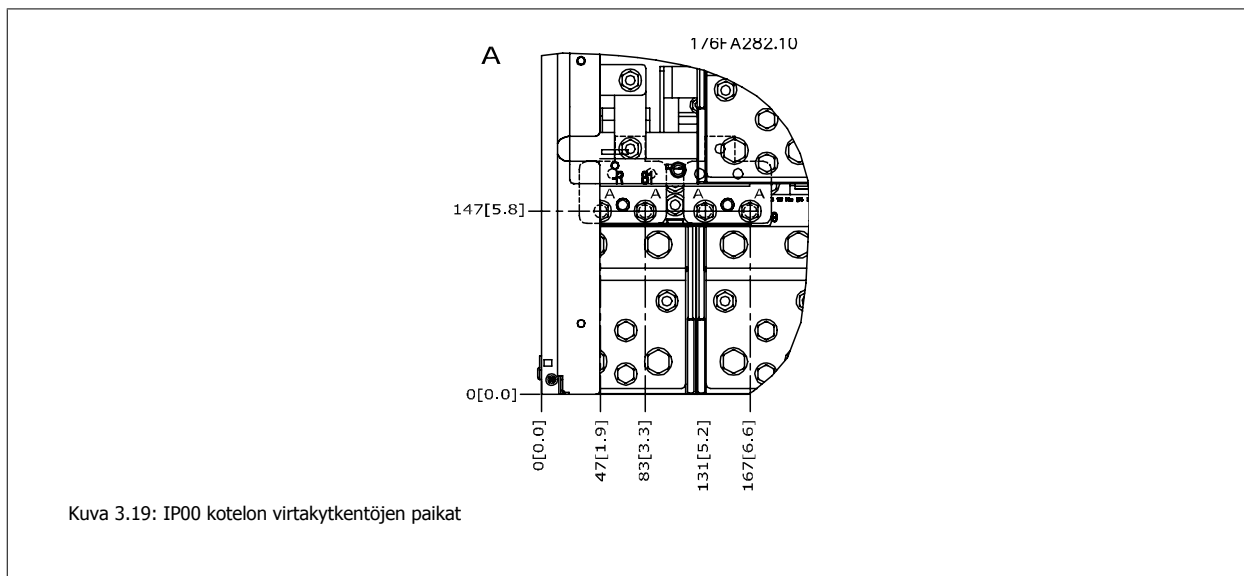 A
176FA282.10
R 81
A A A A
147[5.8]
0[0.0]
0[0.0]
47[1.9]
83[3.3]
131[5.2]
167[6.6]
Kuva 3.19: IP00 kotelon virtakytkentöjen paikat